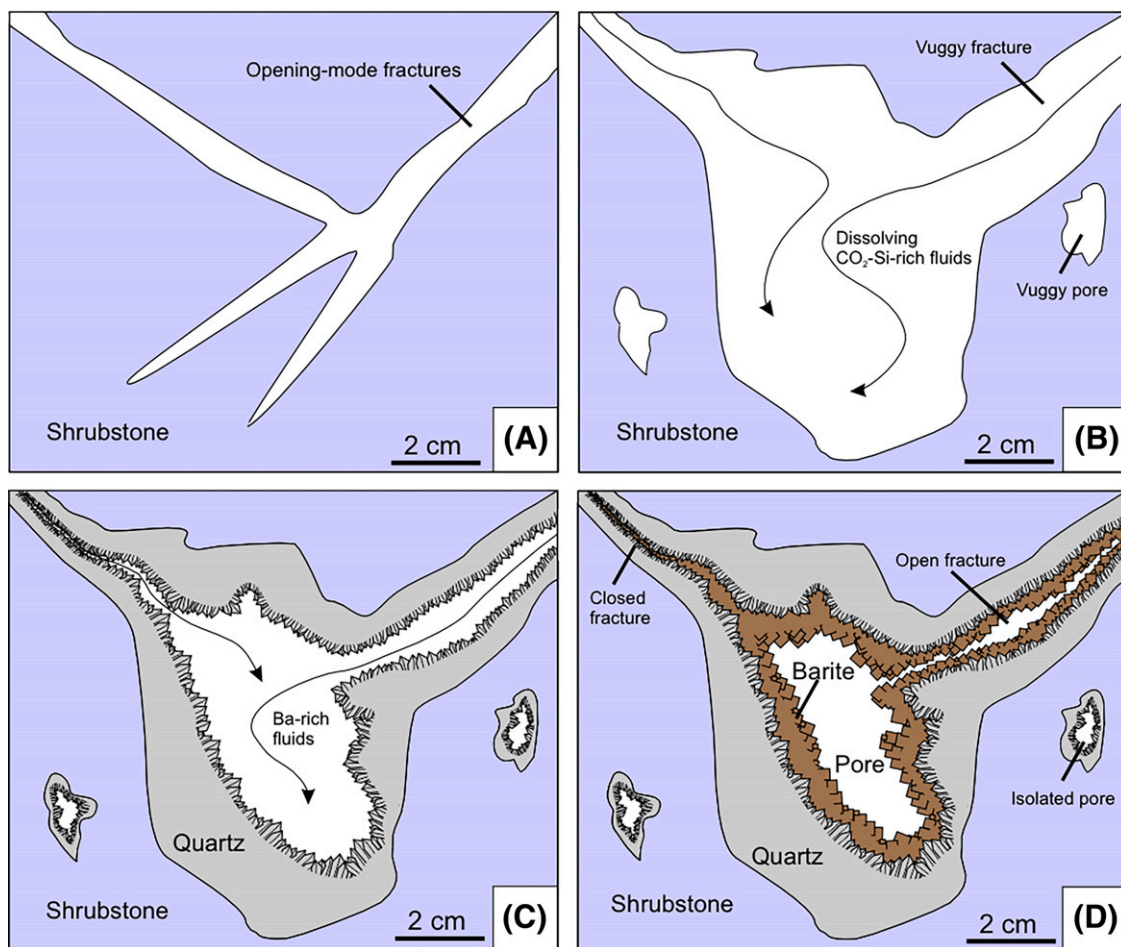 Opening-mode fractures
Shrubstone
2 cm
(A)
Vuggy fracture
Dissolving
CO₂-Si-rich fluids
Vuggy pore
Shrubstone
2 cm
(B)
Ba-rich
fluids
Quartz
Shrubstone
2 cm
(C)
Open fracture
Closed
fracture
Barite
Pore
Isolated pore
Quartz
Shrubstone
2 cm
(D)